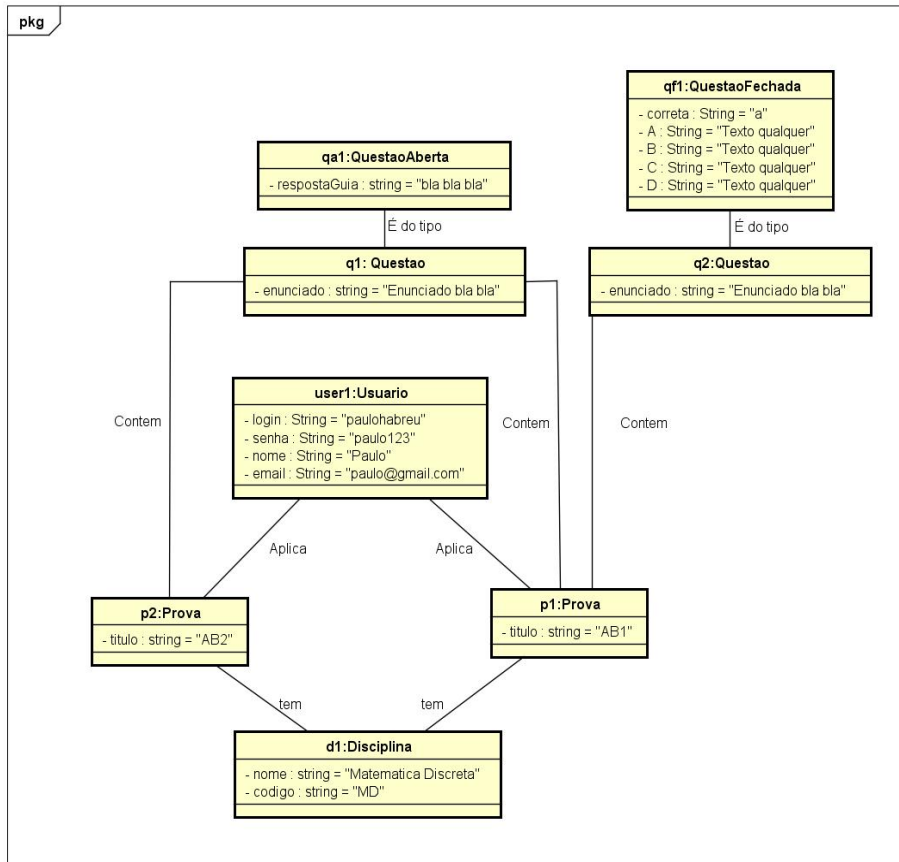 pkg
qf1:QuestaoFechada
- correta : String = "a"
- A : String = "Texto qualquer"
- B : String = "Texto qualquer"
- C : String = "Texto qualquer"
- D : String = "Texto qualquer"
qa1:QuestaoAberta
- respostaGuia : string = "bla bla bla"
É do tipo
É do tipo
q1: Questao
- enunciado : string = "Enunciado bla bla"
q2:Questao
- enunciado : string = "Enunciado bla bla"
user1:Usuario
- login : String = "paulohabreu"
- senha : String = "paulo123"
- nome : String = "Paulo"
- email : String = "paulo@gmail.com"
Contem
Contem
Contem
Aplica
Aplica
p2:Prova
- titulo : string = "AB2"
p1:Prova
- titulo : string = "AB1"
tem
tem
d1:Disciplina
- nome : string = "Matematica Discreta"
- codigo : string = "MD"